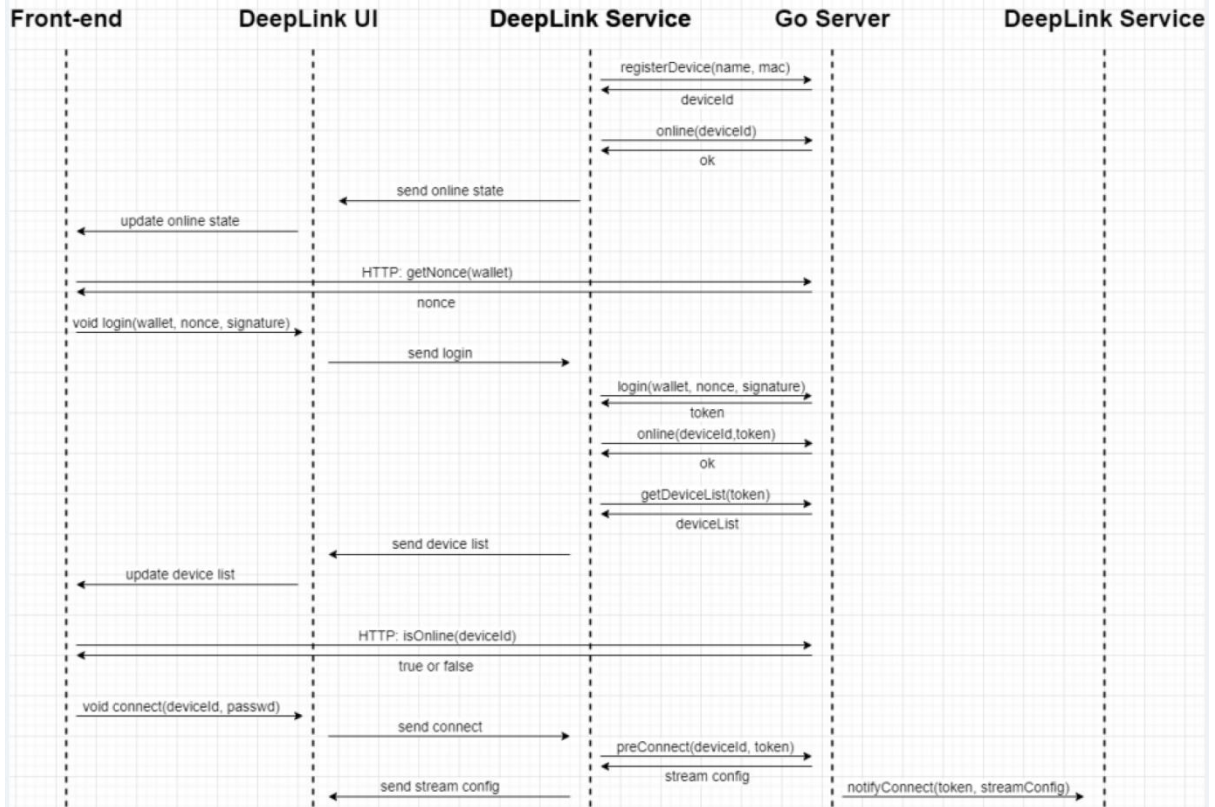 Front-end DeepLink UI DeepLink Service Go Server DeepLink Service
registerDevice(name, mac)
deviceId
online(deviceId)
ok
send online state
update online state
HTTP: getNonce(wallet)
nonce
void login(wallet, nonce, signature)
send login
login(wallet, nonce, signature)
token
online(deviceId,token)
ok
getDeviceList(token)
deviceList
send device list
update device list
HTTP: isOnline(deviceId)
true or false
void connect(deviceId, passwd)
send connect
preConnect(deviceId, token)
stream config
send stream config notifyConnect(token, streamConfig)